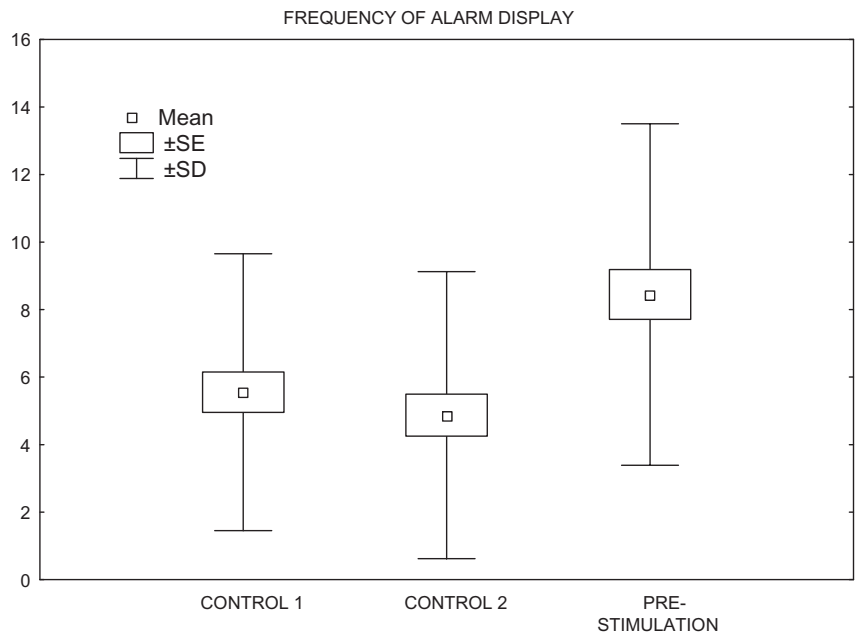 FREQUENCY OF ALARM DISPLAY
16
14
12
10
8
6
4
2
0
Mean
±SE
±SD
CONTROL 1
CONTROL 2
PRE-
STIMULATION